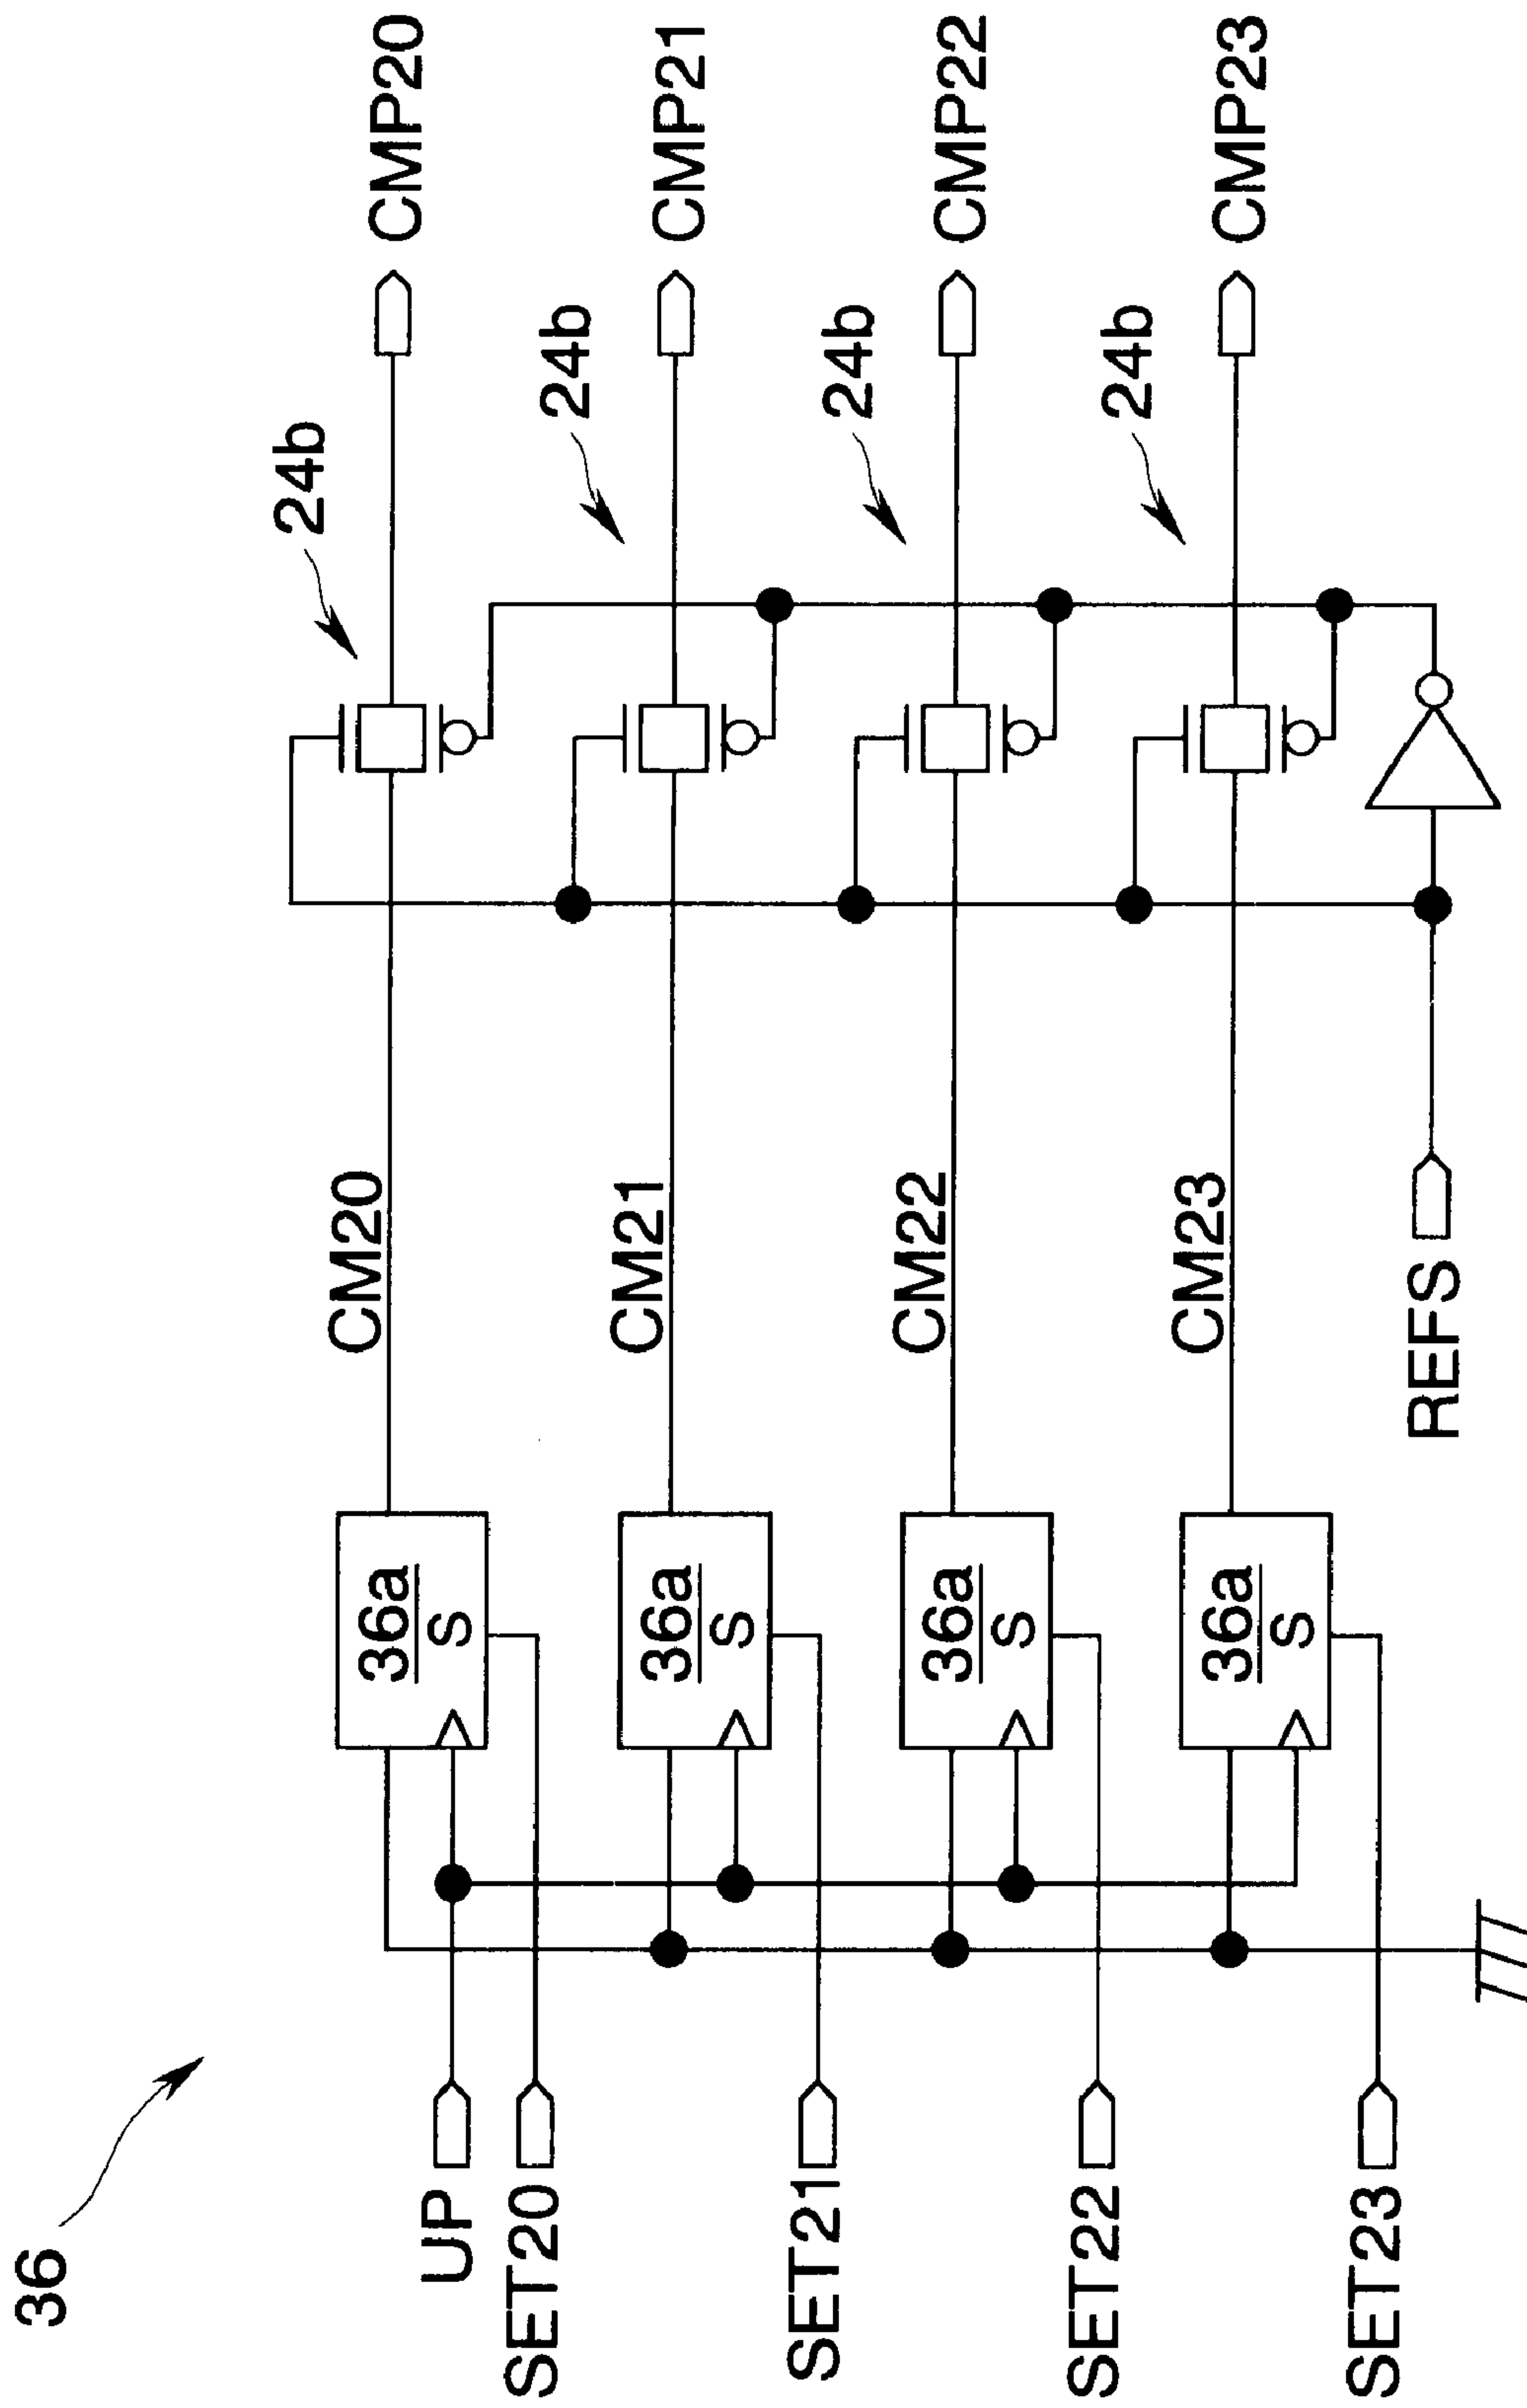 36
24b
UP
36a
S
CM20
CMP20
SET20
24b
36a
S
CM21
CMP21
SET21
24b
36a
S
CM22
CMP22
SET22
24b
36a
S
CM23
CMP23
SET23
REFS